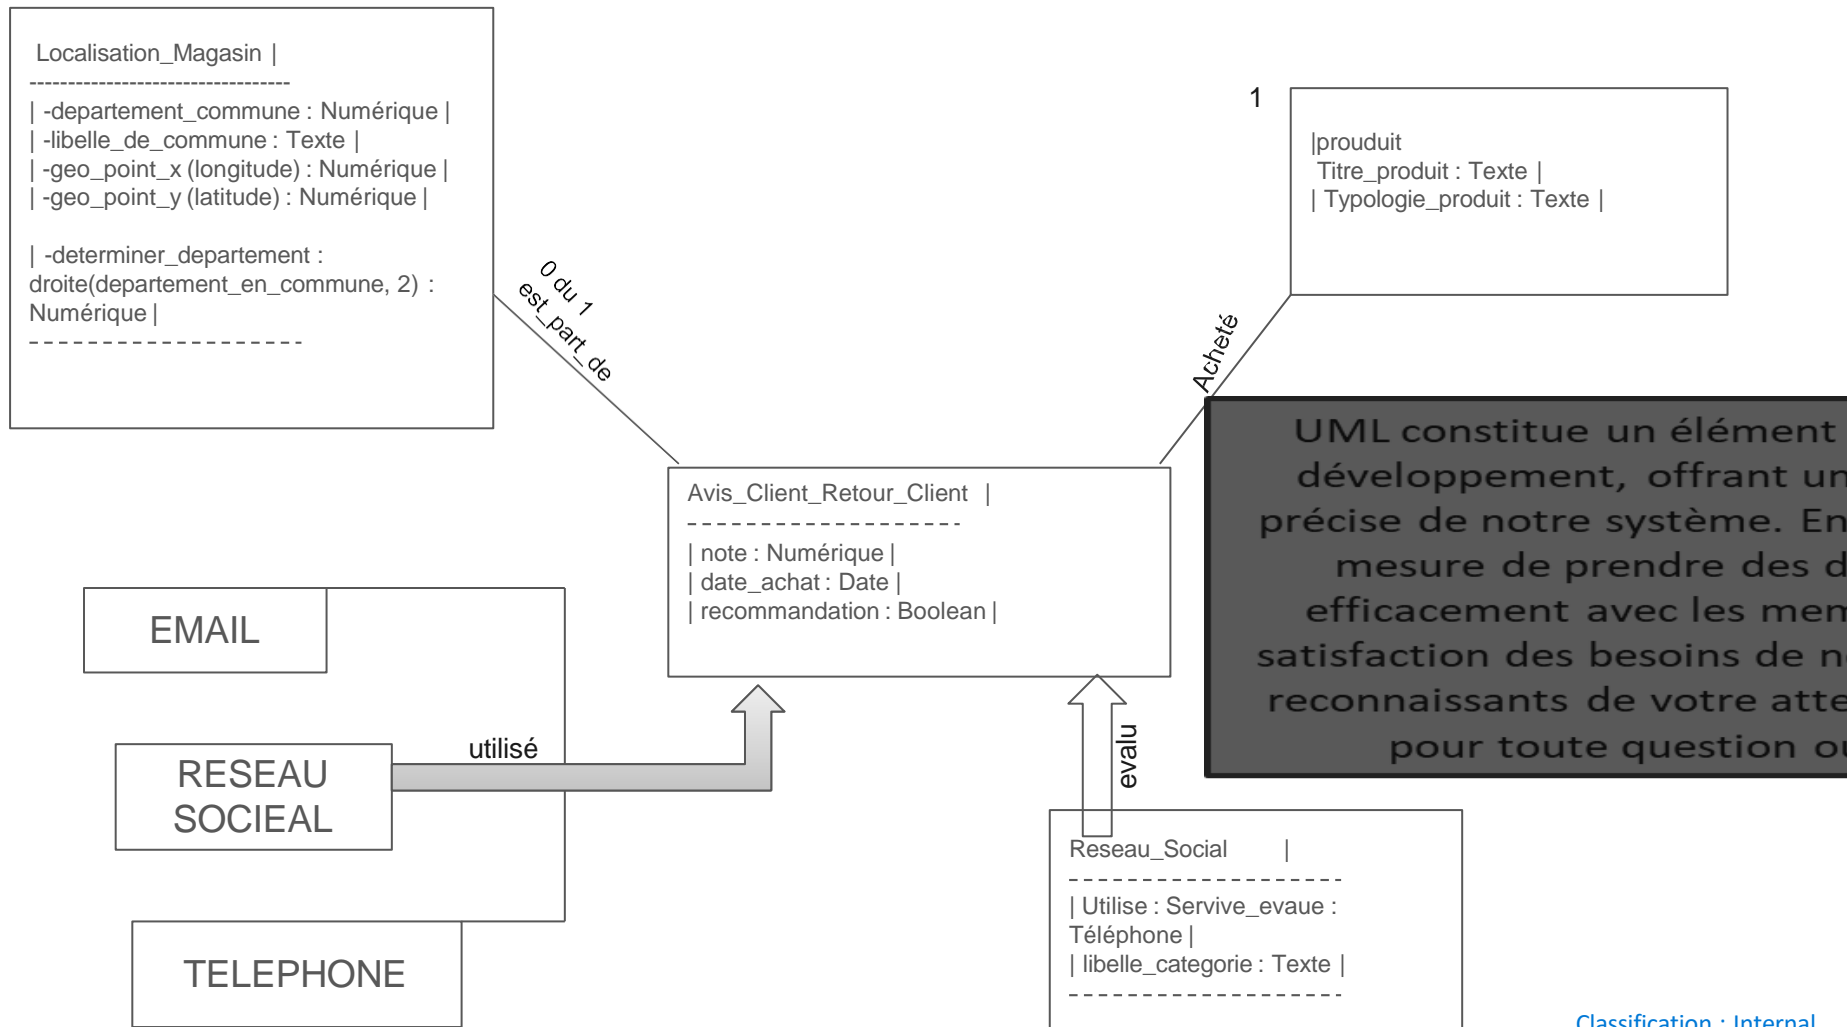 Localisation_Magasin |
---------------------------------
| -departement_commune : Numérique |
| -libelle_de_commune : Texte |
| -geo_point_x (longitude) : Numérique |
| -geo_point_y (latitude) : Numérique |
| -determiner_departement :
droite(departement_en_commune, 2) :
Numérique |
- - - - - - - - - - - - - - - - - - -
0 du 1
est_part_de
1
|prouduit
Titre_produit : Texte |
| Typologie_produit : Texte |
Acheté
Avis_Client_Retour_Client |
- - - - - - - - - - - - - - - - - - -
| note : Numérique |
| date_achat : Date |
| recommandation : Boolean |
UML constitue un élément
développement, offrant un
précise de notre système. En
mesure de prendre des d
efficacement avec les mem
satisfaction des besoins de n
reconnaissants de votre atte
pour toute question ou
EMAIL
RESEAU
SOCIEAL
TELEPHONE
utilisé
evalu
Reseau_Social |
- - - - - - - - - - - - - - - - - - -
| Utilise : Servive_evaue :
Téléphone |
| libelle_categorie : Texte |
- - - - - - - - - - - - - - - - - - -
Classification : Internal